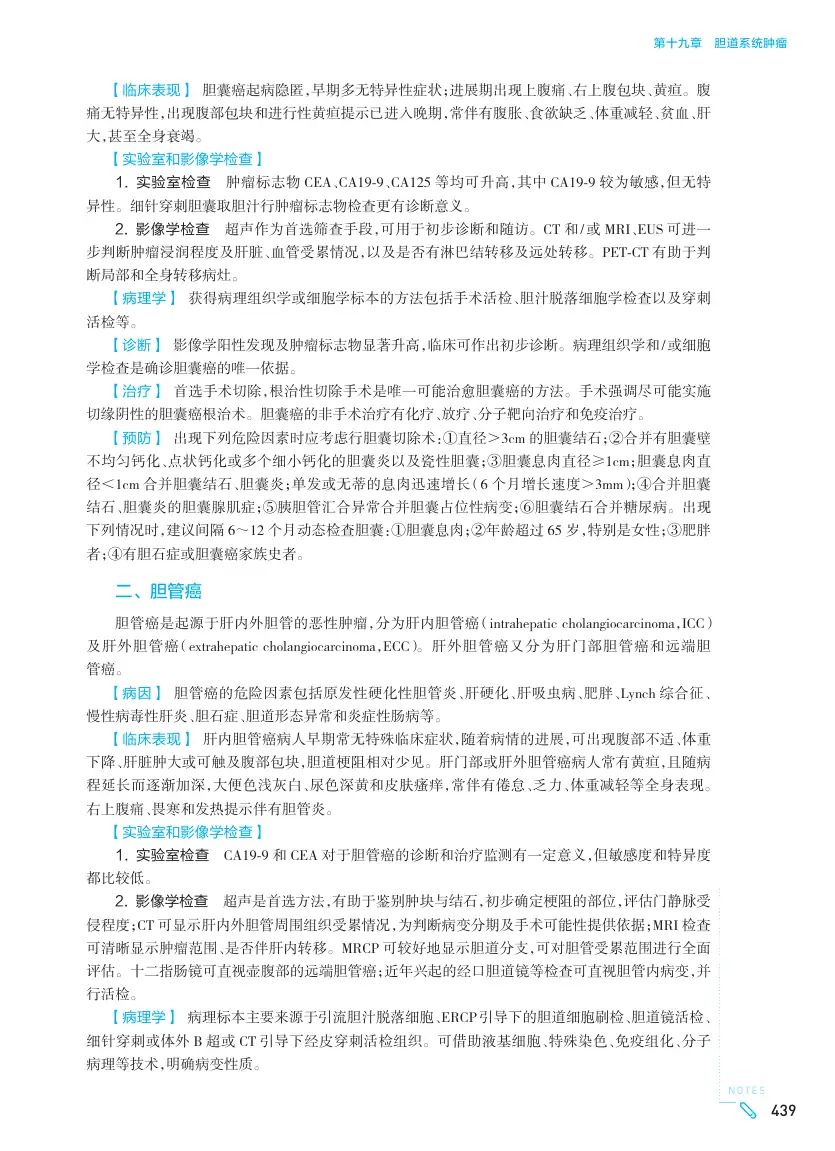 第十九章 胆道系统肿瘤
【临床表现】 胆囊癌起病隐匿,早期多无特异性症状;进展期出现上腹痛、右上腹包块、黄疸。腹
痛无特异性,出现腹部包块和进行性黄疸提示已进入晚期,常伴有腹胀、食欲缺乏、体重减轻、贫血、肝
大,甚至全身衰竭。
【实验室和影像学检查】
1. 实验室检查 肿瘤标志物 CEA、CA19-9、CA125 等均可升高,其中 CA19-9 较为敏感,但无特
异性。细针穿刺胆囊取胆汁行肿瘤标志物检查更有诊断意义。
2. 影像学检查 超声作为首选筛查手段,可用于初步诊断和随访。CT 和/或 MRI、EUS 可进一
步判断肿瘤浸润程度及肝脏、血管受累情况,以及是否有淋巴结转移及远处转移。PET-CT 有助于判
断局部和全身转移病灶。
【病理学】 获得病理组织学或细胞学标本的方法包括手术活检、胆汁脱落细胞学检查以及穿刺
活检等。
【诊断】 影像学阳性发现及肿瘤标志物显著升高,临床可作出初步诊断。病理组织学和/或细胞
学检查是确诊胆囊癌的唯一依据。
【治疗】 首选手术切除,根治性切除手术是唯一可能治愈胆囊癌的方法。手术强调尽可能实施
切缘阴性的胆囊癌根治术。胆囊癌的非手术治疗有化疗、放疗、分子靶向治疗和免疫治疗。
【预防】 出现下列危险因素时应考虑行胆囊切除术:①直径>3cm 的胆囊结石;②合并有胆囊壁
不均匀钙化、点状钙化或多个细小钙化的胆囊炎以及瓷性胆囊;③胆囊息肉直径≥1cm;胆囊息肉直
径<1cm 合并胆囊结石、胆囊炎;单发或无蒂的息肉迅速增长(6 个月增长速度>3mm);④合并胆囊
结石、胆囊炎的胆囊腺肌症;⑤胰胆管汇合异常合并胆囊占位性病变;⑥胆囊结石合并糖尿病。出现
下列情况时,建议间隔 6～12 个月动态检查胆囊:①胆囊息肉;②年龄超过 65 岁,特别是女性;③肥胖
者;④有胆石症或胆囊癌家族史者。
二、胆管癌
胆管癌是起源于肝内外胆管的恶性肿瘤,分为肝内胆管癌(intrahepatic cholangiocarcinoma,ICC)
及肝外胆管癌(extrahepatic cholangiocarcinoma,ECC)。肝外胆管癌又分为肝门部胆管癌和远端胆
管癌。
【病因】 胆管癌的危险因素包括原发性硬化性胆管炎、肝硬化、肝吸虫病、肥胖、Lynch 综合征、
慢性病毒性肝炎、胆石症、胆道形态异常和炎症性肠病等。
【临床表现】 肝内胆管癌病人早期常无特殊临床症状,随着病情的进展,可出现腹部不适、体重
下降、肝脏肿大或可触及腹部包块,胆道梗阻相对少见。肝门部或肝外胆管癌病人常有黄疸,且随病
程延长而逐渐加深,大便色浅灰白、尿色深黄和皮肤瘙痒,常伴有倦怠、乏力、体重减轻等全身表现。
右上腹痛、畏寒和发热提示伴有胆管炎。
【实验室和影像学检查】
1. 实验室检查 CA19-9 和 CEA 对于胆管癌的诊断和治疗监测有一定意义,但敏感度和特异度
都比较低。
2. 影像学检查 超声是首选方法,有助于鉴别肿块与结石,初步确定梗阻的部位,评估门静脉受
侵程度;CT 可显示肝内外胆管周围组织受累情况,为判断病变分期及手术可能性提供依据;MRI 检查
可清晰显示肿瘤范围、是否伴肝内转移。MRCP 可较好地显示胆道分支,可对胆管受累范围进行全面
评估。十二指肠镜可直视壶腹部的远端胆管癌;近年兴起的经口胆道镜等检查可直视胆管内病变,并
行活检。
【病理学】 病理标本主要来源于引流胆汁脱落细胞、ERCP引导下的胆道细胞刷检、胆道镜活检、
细针穿刺或体外 B 超或 CT 引导下经皮穿刺活检组织。可借助液基细胞、特殊染色、免疫组化、分子
病理等技术,明确病变性质。
NOTES
439